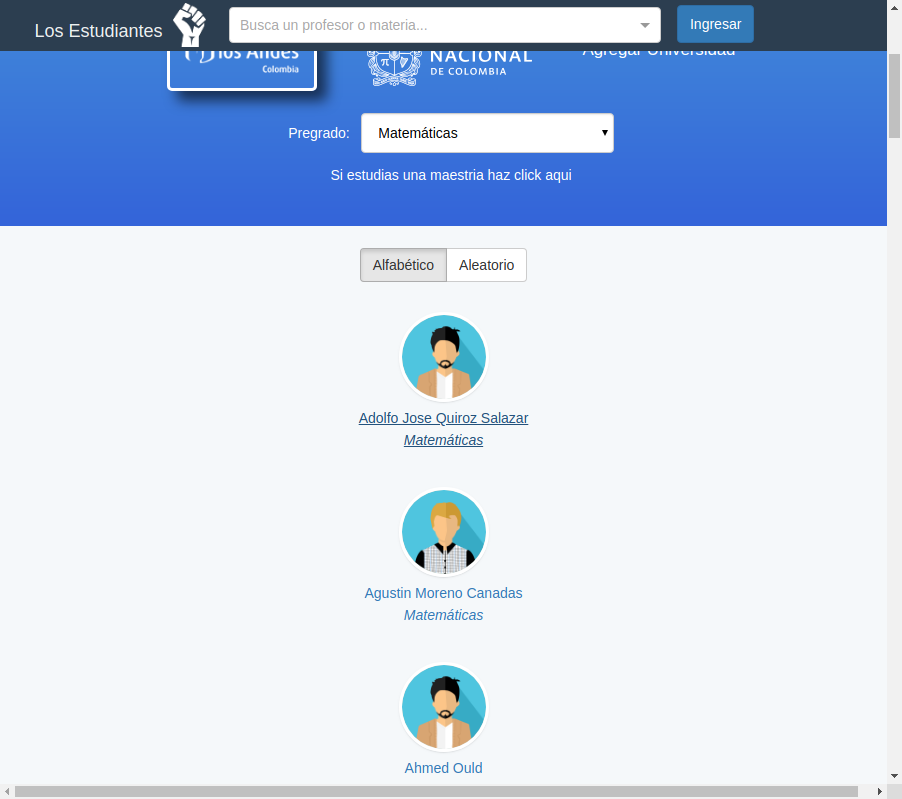 Los Estudiantes
Busca un profesor o materia...
Ingresar
los Andes
Colombia
NACIONAL
DE COLOMBIA
Agregar Universidad
Pregrado:
Matemáticas
Si estudias una maestria haz click aqui
Alfabético
Aleatorio
Adolfo Jose Quiroz Salazar
Matemáticas
Agustin Moreno Canadas
Matemáticas
Ahmed Ould